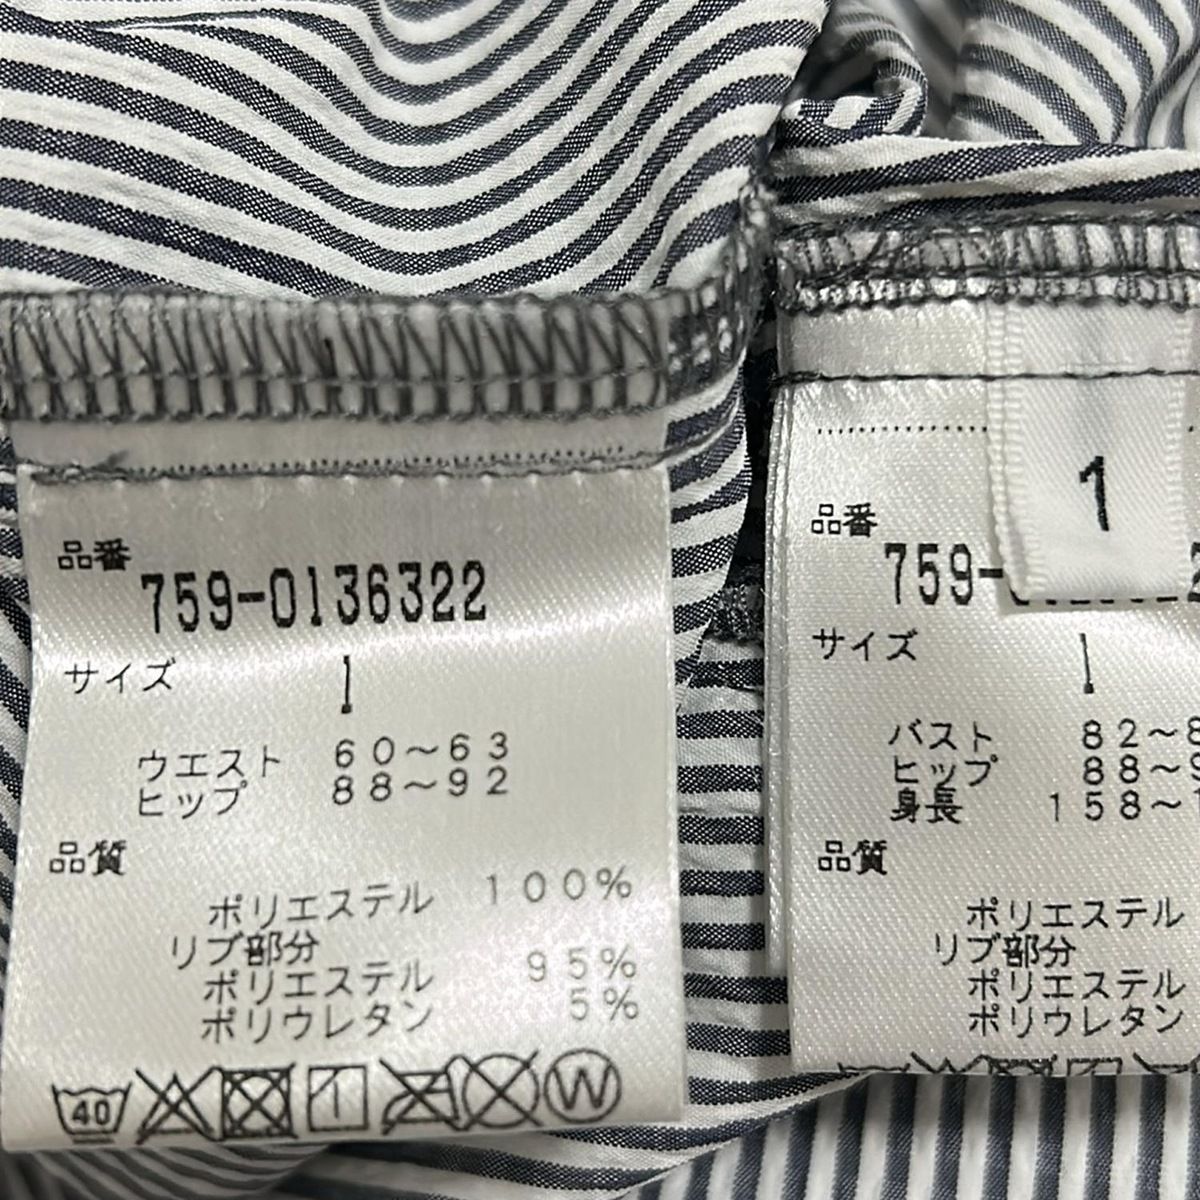 品番
759-0136322
サイズ 1
ウエスト 60～63
ヒップ 88～92
品質
ポリエステル 100%
リブ部分
ポリエステル 95%
ポリウレタン 5%
40
W
1
品番
759-
サイズ 1
バスト 82～8
ヒップ 88～9
身長 158～1
品質
ポリエステル
リブ部分
ポリエステル
ポリウレタン